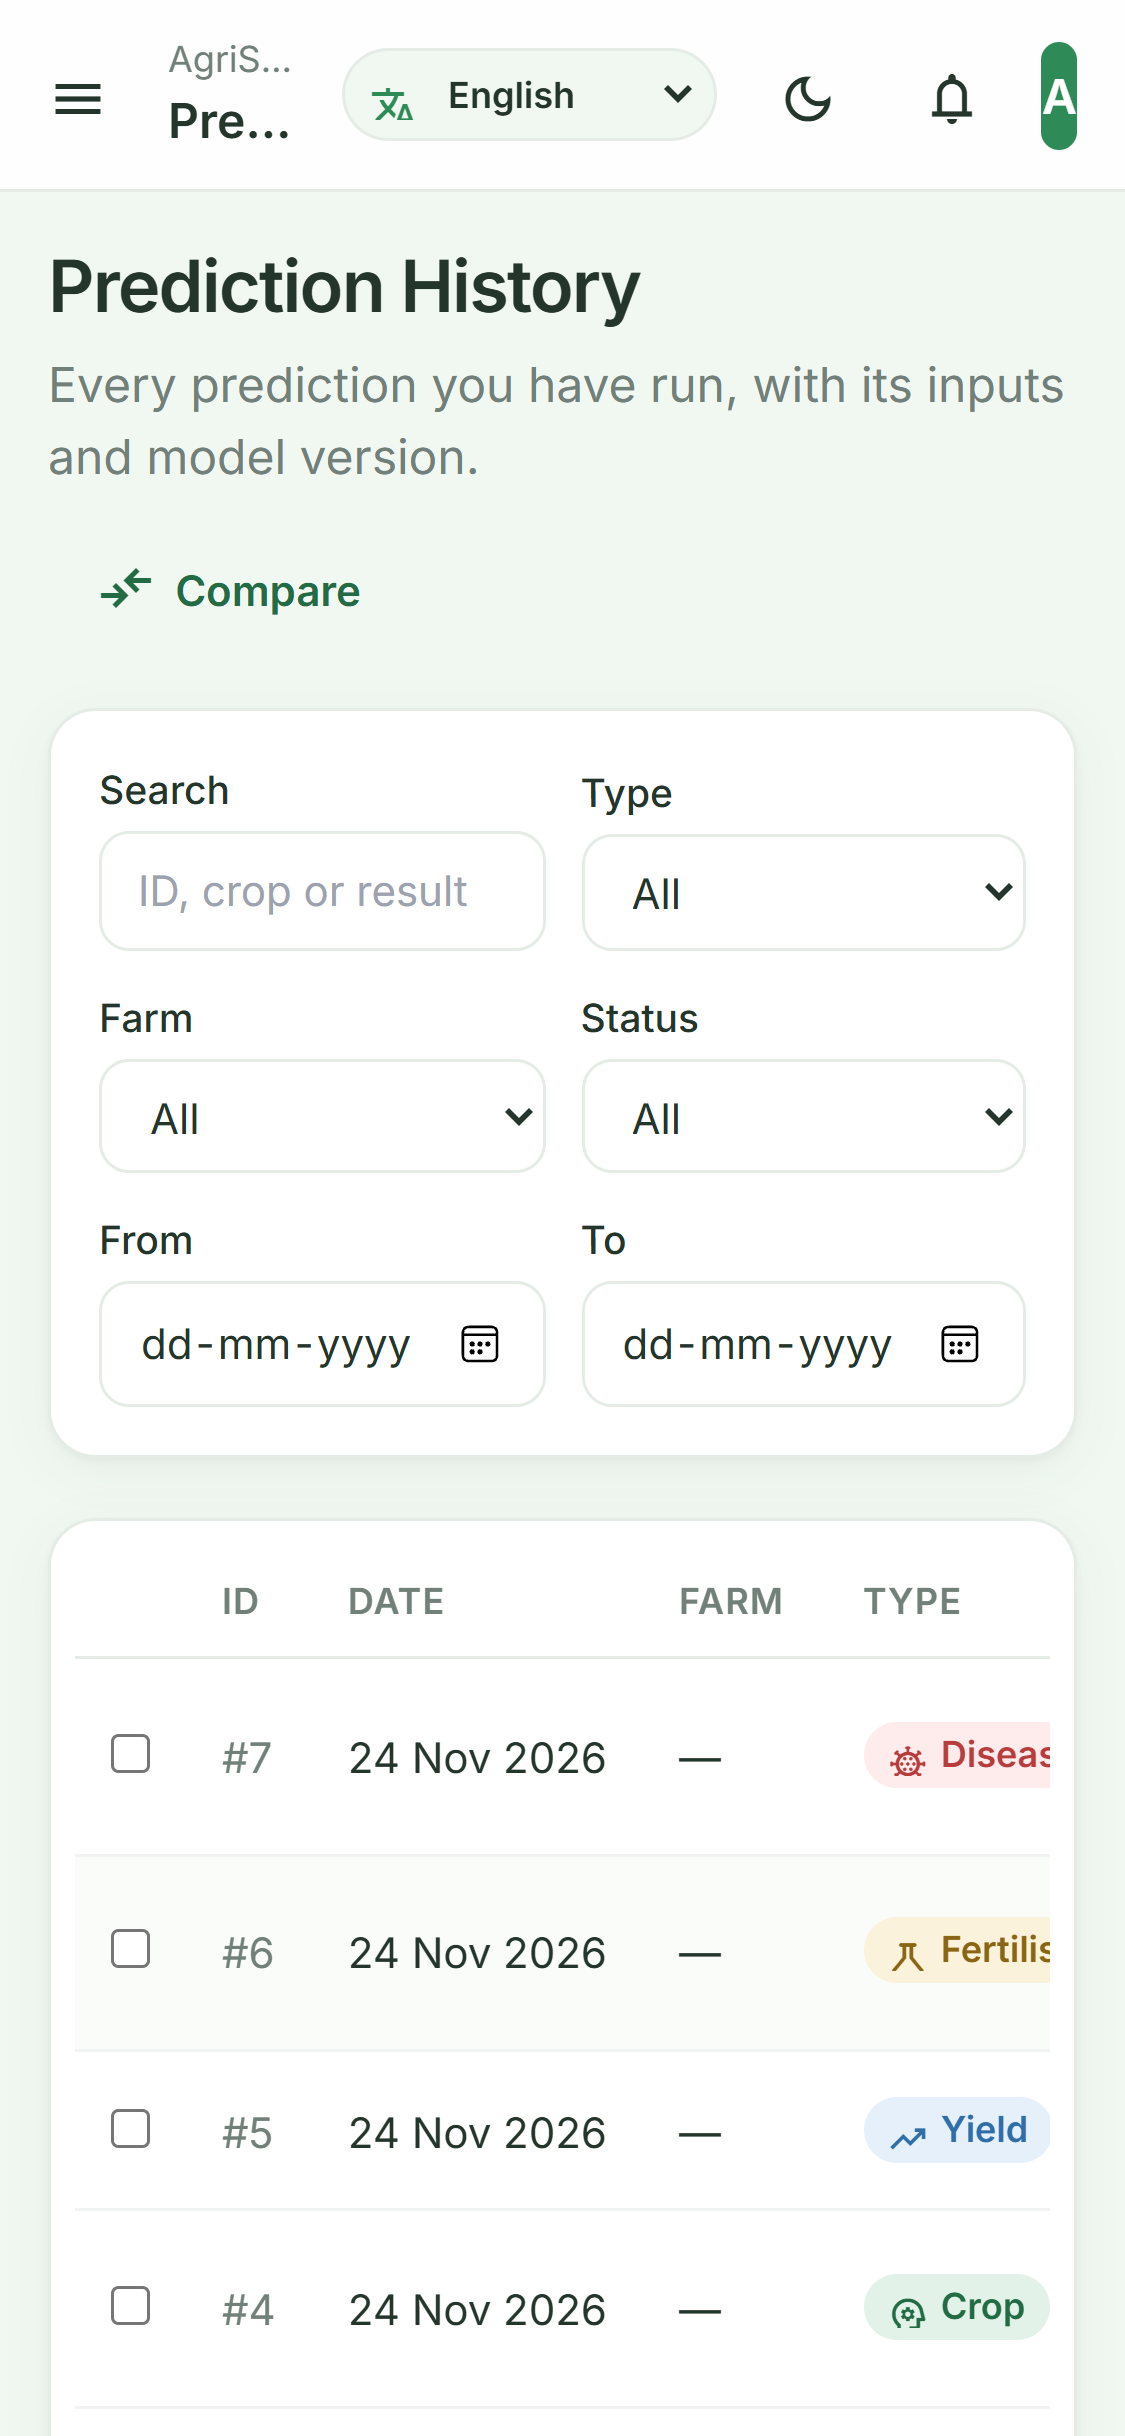 AgriS...
Pre...
English
A
Prediction History
Every prediction you have run, with its inputs
and model version.
Compare
Search
Type
ID, crop or result
All
Farm
Status
All
All
From
To
dd-mm-yyyy
dd-mm-yyyy
ID DATE FARM TYPE
#7 24 Nov 2026 — Diseas
#6 24 Nov 2026 — Fertilis
#5 24 Nov 2026 — Yield
#4 24 Nov 2026 — Crop